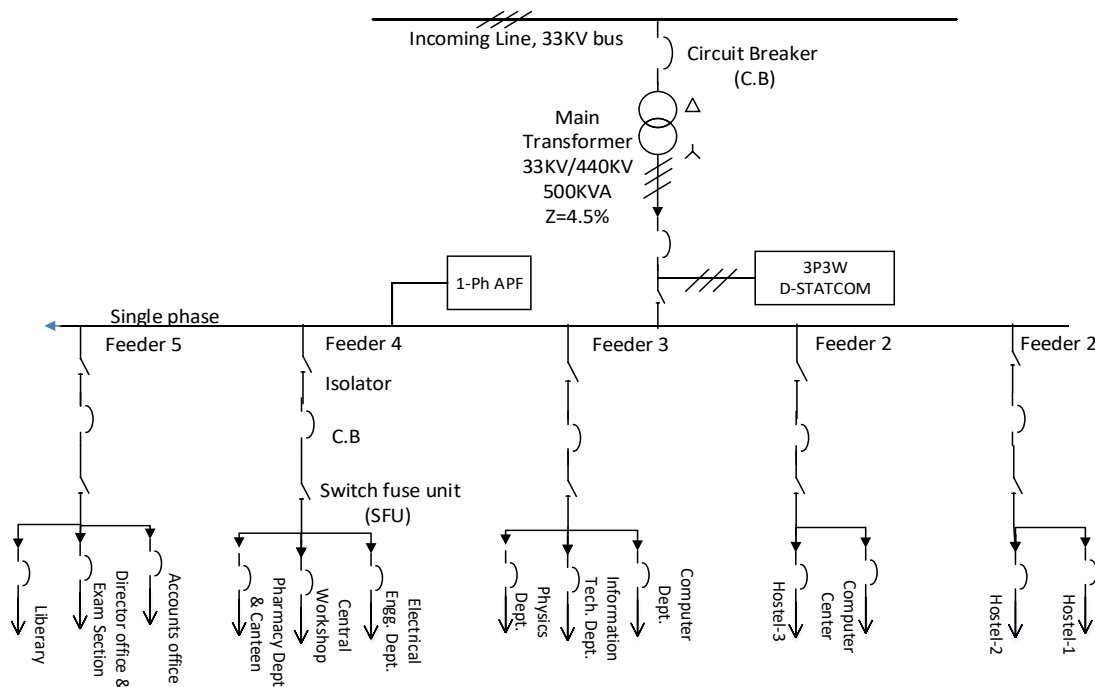 Incoming Line, 33KV bus
Circuit Breaker
(C.B)
Main
Transformer
33KV/440KV
500KVA
Z=4.5%
1-Ph APF
3P3W
D-STATCOM
Single phase
Feeder 5
Feeder 4
Feeder 3
Feeder 2
Feeder 2
Isolator
C.B
Switch fuse unit
(SFU)
Liberary
Director office &
Exam Section
Accounts office
Pharmacy Dept
& Canteen
Central
Workshop
Electrical
Engg. Dept.
Physics
Dept.
Information
Tech. Dept.
Computer
Dept.
Hostel-3
Computer
Center
Hostel-2
Hostel-1